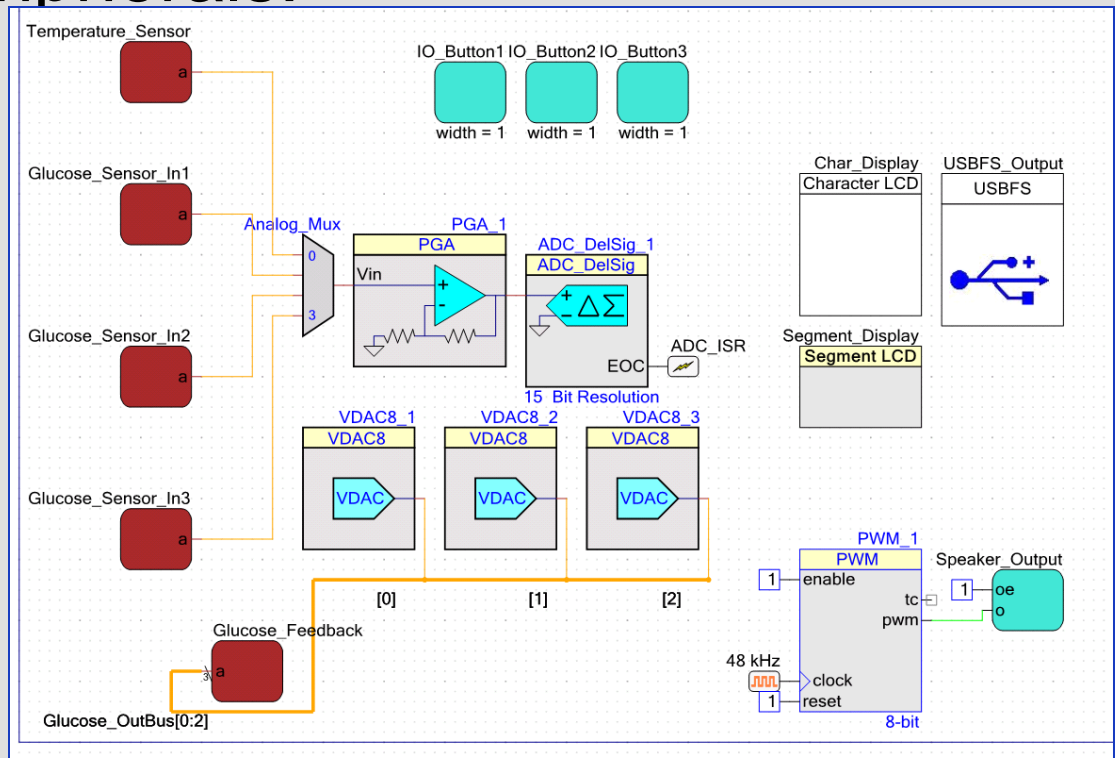 Temperature_Sensor
a
IO_Button1 IO_Button2 IO_Button3
width = 1 width = 1 width = 1
Glucose_Sensor_In1
a
Char_Display
Character LCD
USBFS_Output
USBFS
Analog_Mux
0
3
PGA_1
PGA
Vin
+
-
ADC_DelSig_1
ADC_DelSig
+
-
ΔΣ
EOC
ADC_ISR
15 Bit Resolution
Glucose_Sensor_In2
a
Segment_Display
Segment LCD
VDAC8_1
VDAC8
VDAC
VDAC8_2
VDAC8
VDAC
VDAC8_3
VDAC8
VDAC
Glucose_Sensor_In3
a
[0] [1] [2]
Glucose_Feedback
3
a
Glucose_OutBus[0:2]
PWM_1
PWM
1
enable
tc
pwm
48 kHz
clock
1
reset
8-bit
Speaker_Output
1
oe
o